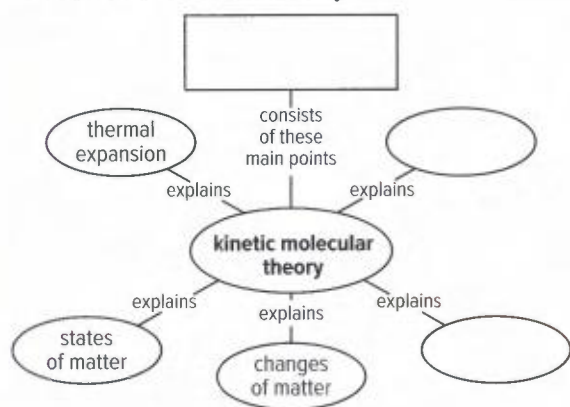 consists
of these
main points
thermal
expansion
explains
explains
kinetic molecular
theory
explains
explains
explains
states
of matter
changes
of matter